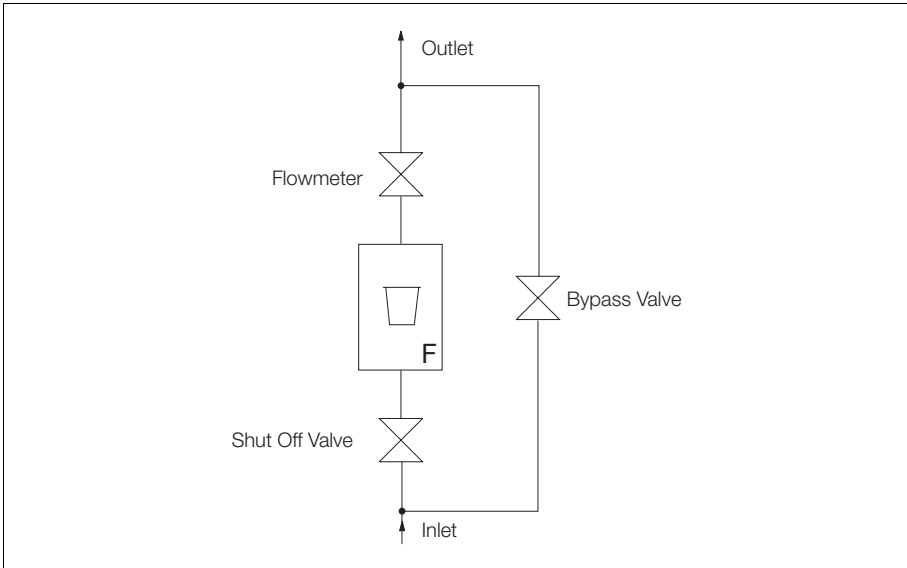 Outlet
Flowmeter
Bypass Valve
F
Shut Off Valve
Inlet